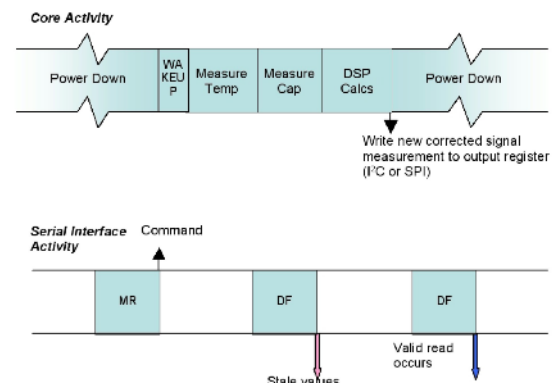 Core Activity
Power Down
WA
KEU
P
Measure
Temp
Measure
Cap
DSP
Calcs
Power Down
Write new corrected signal
measurement to output register
(I²C or SPI)
Serial Interface
Activity
Command
MR
DF
DF
Stale values
Valid read
occurs